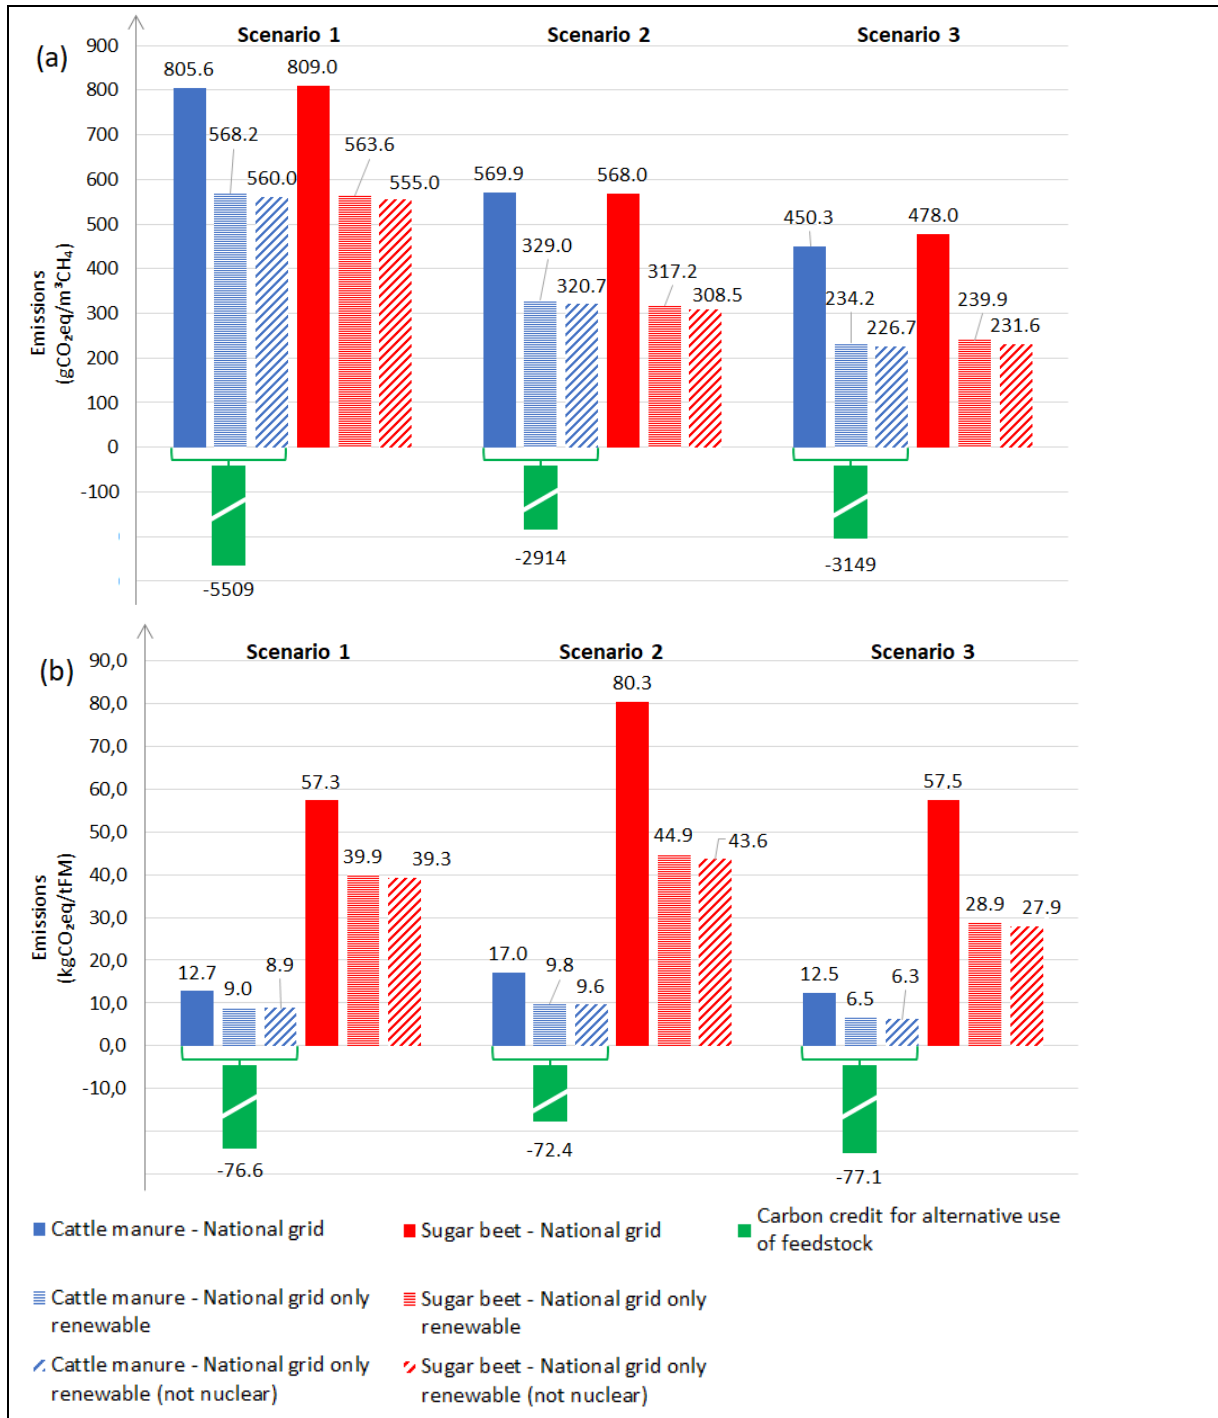 (a)
Scenario 1
Scenario 2
Scenario 3
Emissions
(gCO₂eq/m³CH₄)
900
800
700
600
500
400
300
200
100
0
-100
805.6
568.2
560.0
809.0
563.6
555.0
569.9
329.0
320.7
568.0
317.2
308.5
450.3
234.2
226.7
478.0
239.9
231.6
-5509
-2914
-3149
(b)
Scenario 1
Scenario 2
Scenario 3
Emissions
(kgCO₂eq/tFM)
90,0
80,0
70,0
60,0
50,0
40,0
30,0
20,0
10,0
0,0
-10,0
12.7
9.0
8.9
57.3
39.9
39.3
17.0
9.8
9.6
80.3
44.9
43.6
12.5
6.5
6.3
57,5
28.9
27.9
-76.6
-72.4
-77.1
Cattle manure - National grid
Sugar beet - National grid
Carbon credit for alternative use
of feedstock
Cattle manure - National grid only
renewable
Sugar beet - National grid only
renewable
Cattle manure - National grid only
renewable (not nuclear)
Sugar beet - National grid only
renewable (not nuclear)